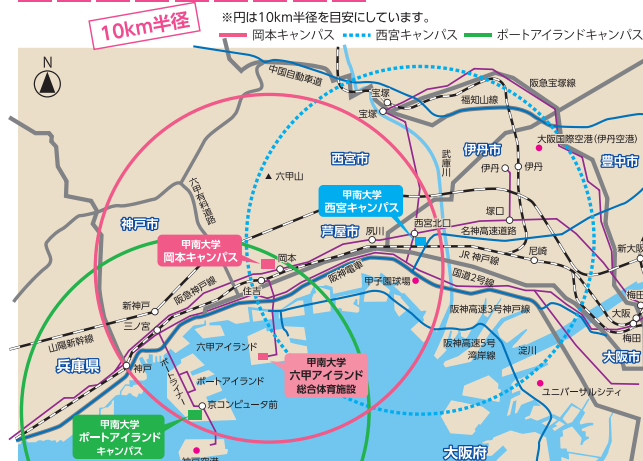 10km半径
※円は10km半径を目安にしています。
岡本キャンパス
西宮キャンパス
ポートアイランドキャンパス
N
中国自動車道
宝塚
宝塚
阪急宝塚線
福知山線
大阪国際空港(伊丹空港)
伊丹市
豊中市
西宮市
武庫川
六甲山
伊丹
伊丹
六甲有料道路
甲南大学
西宮キャンパス
塚口
神戸市
芦屋市
夙川
西宮北口
名神高速道路
甲南大学
岡本キャンパス
岡本
JR神戸線
尼崎
新大阪
住吉
阪神電車
甲子園球場
国道2号線
阪急神戸線
新神戸
三ノ宮
梅田
大阪
梅田
阪神高速3号神戸線
山陽新幹線
六甲アイランド
阪神高速5号
湾岸線
淀川
大阪市
兵庫県
神戸
ポートライナー
ポートアイランド
甲南大学
六甲アイランド
総合体育施設
ユニバーサルシティ
京コンピュータ前
甲南大学
ポートアイランド
キャンパス
大阪府
神戸空港